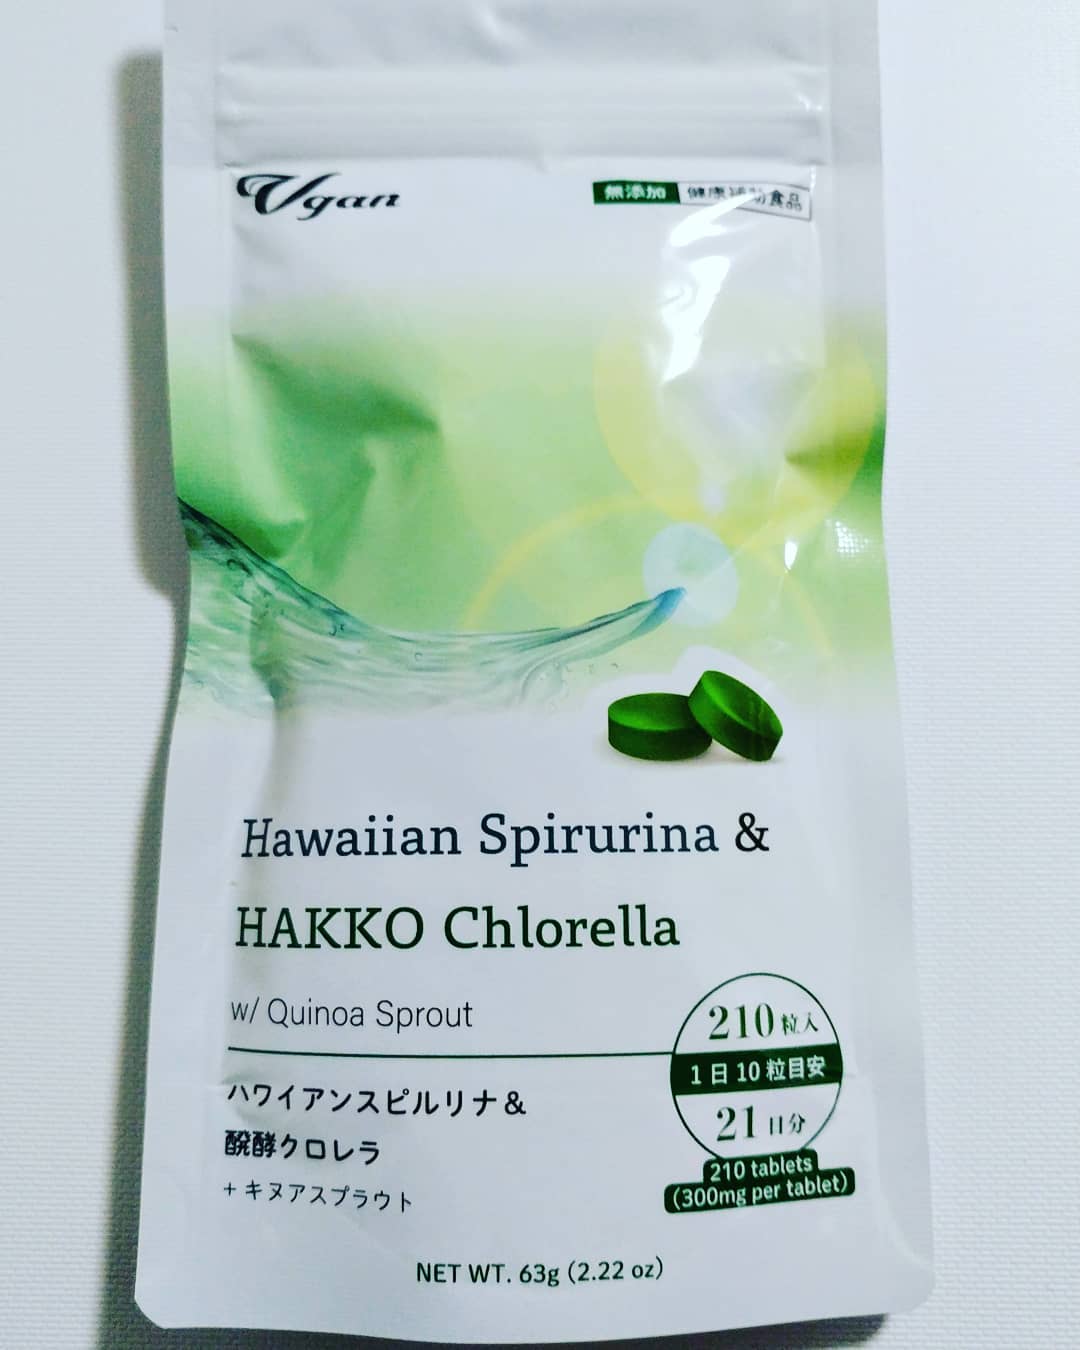 Vgan
無添加 健康補助食品
Hawaiian Spirurina &
HAKKO Chlorella
w/ Quinoa Sprout
ハワイアンスピルリナ&
醗酵クロレラ
+ キヌアスプラウト
210粒入
1日10粒目安
21日分
210 tablets
(300mg per tablet)
NET WT. 63g (2.22 oz)